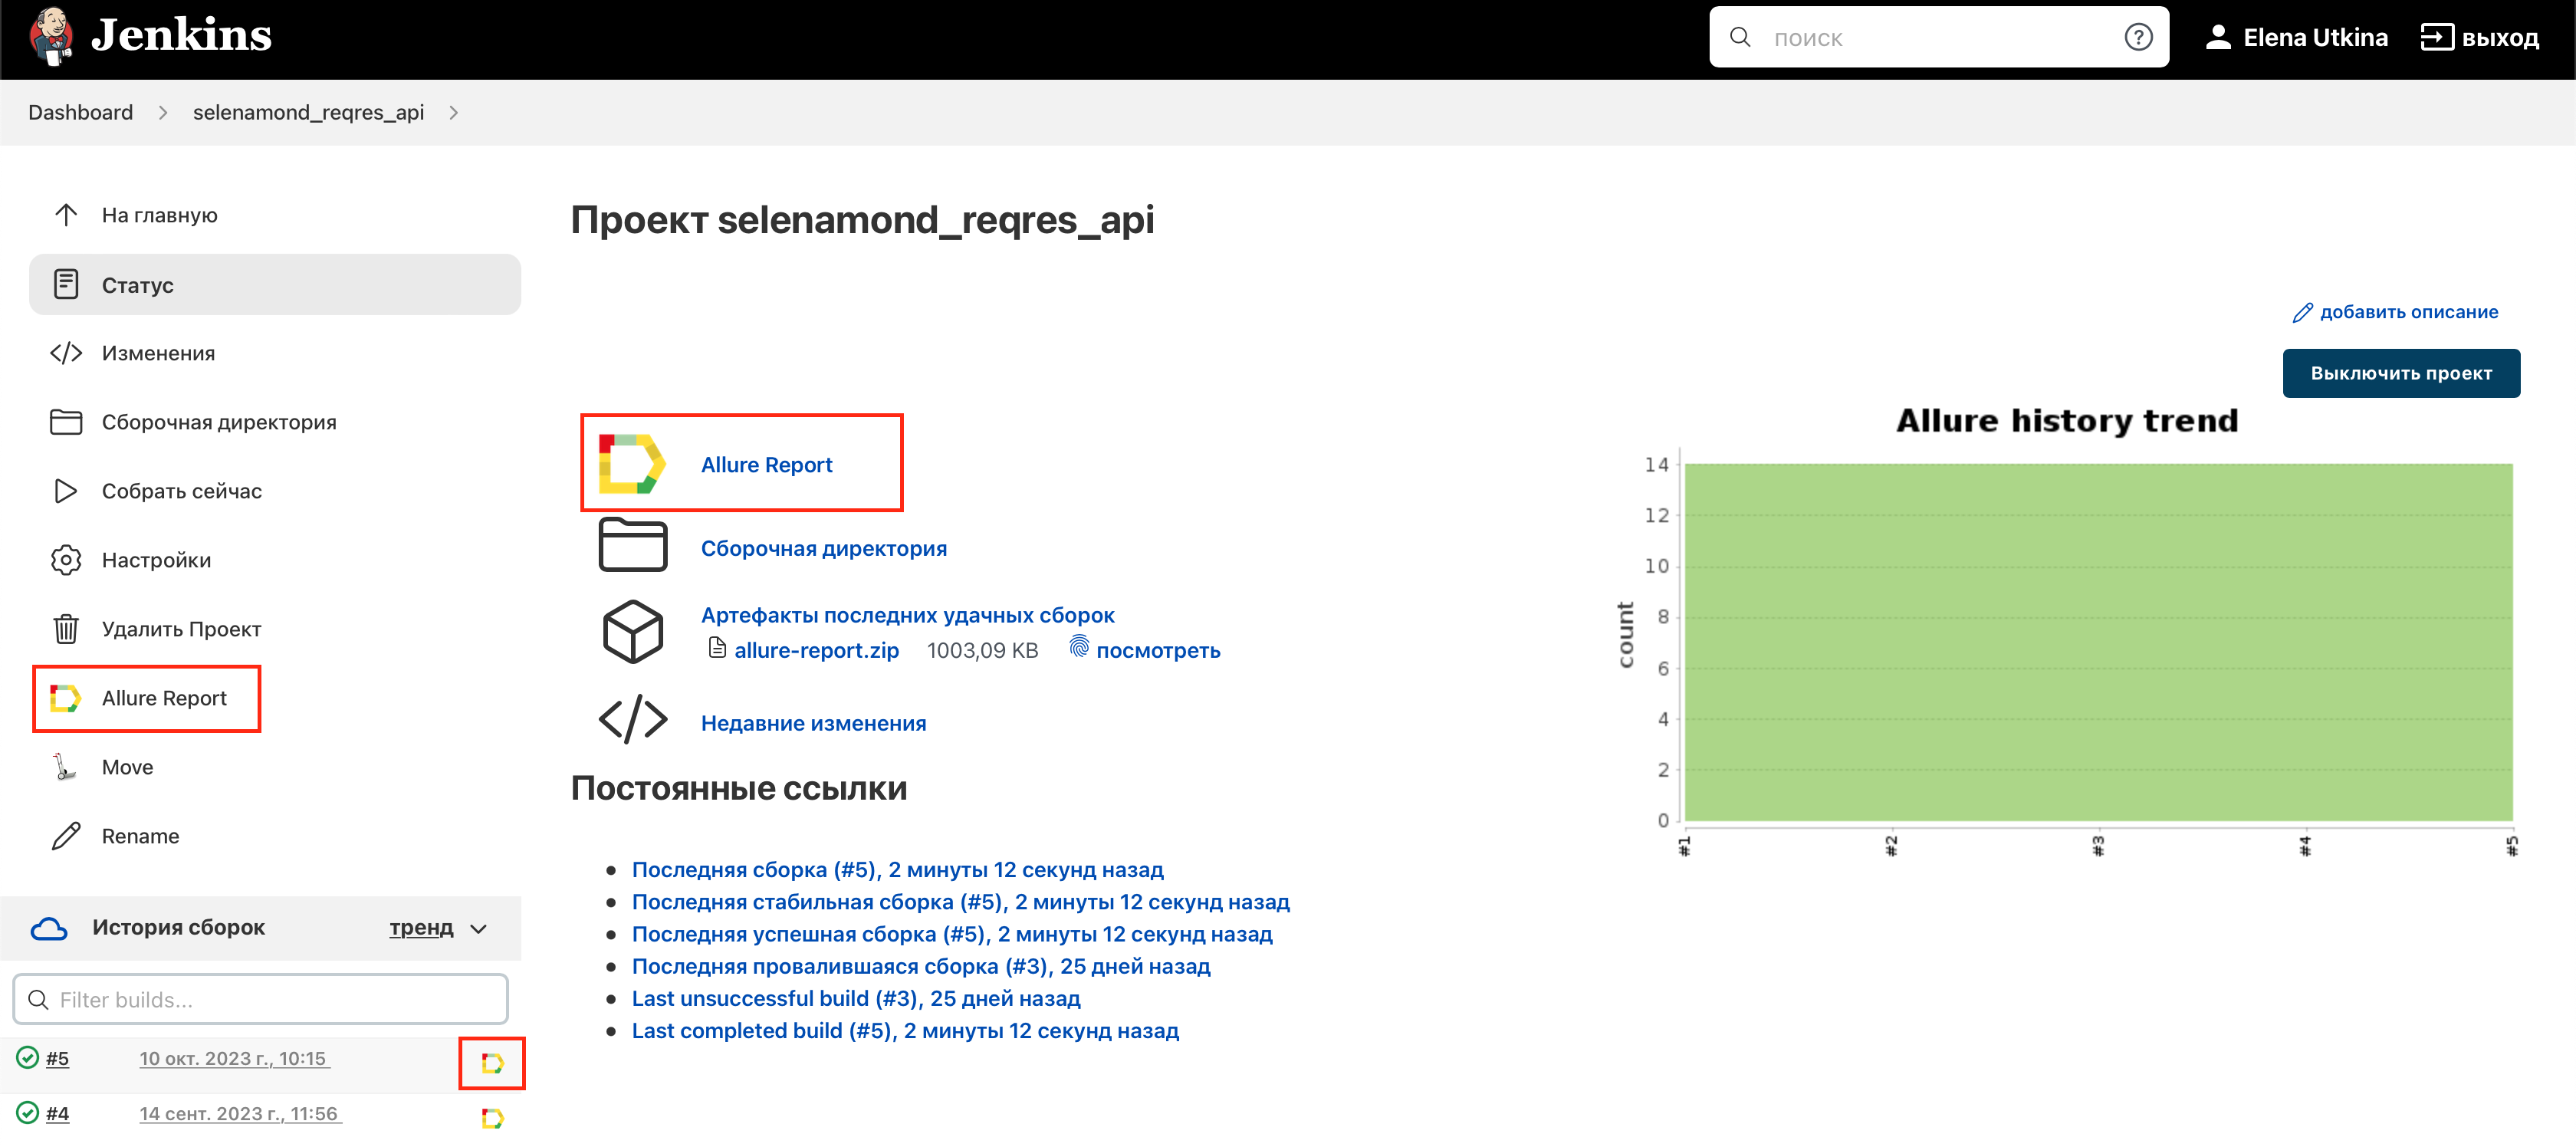 Jenkins
поиск
Elena Utkina
выход
Dashboard
selenamond_reqres_api
На главную
Статус
Изменения
Сборочная директория
Собрать сейчас
Настройки
Удалить Проект
Allure Report
Move
Rename
История сборок
тренд
Filter builds...
#5 10 окт. 2023 г., 10:15
#4 14 сент. 2023 г., 11:56
Проект selenamond_reqres_api
добавить описание
Выключить проект
Allure Report
Сборочная директория
Артефакты последних удачных сборок
allure-report.zip 1003,09 KB посмотреть
Недавние изменения
Постоянные ссылки
Последняя сборка (#5), 2 минуты 12 секунд назад
Последняя стабильная сборка (#5), 2 минуты 12 секунд назад
Последняя успешная сборка (#5), 2 минуты 12 секунд назад
Последняя провалившаяся сборка (#3), 25 дней назад
Last unsuccessful build (#3), 25 дней назад
Last completed build (#5), 2 минуты 12 секунд назад
Allure history trend
14
12
10
8
6
4
2
0
count
#1 #2 #3 #4 #5